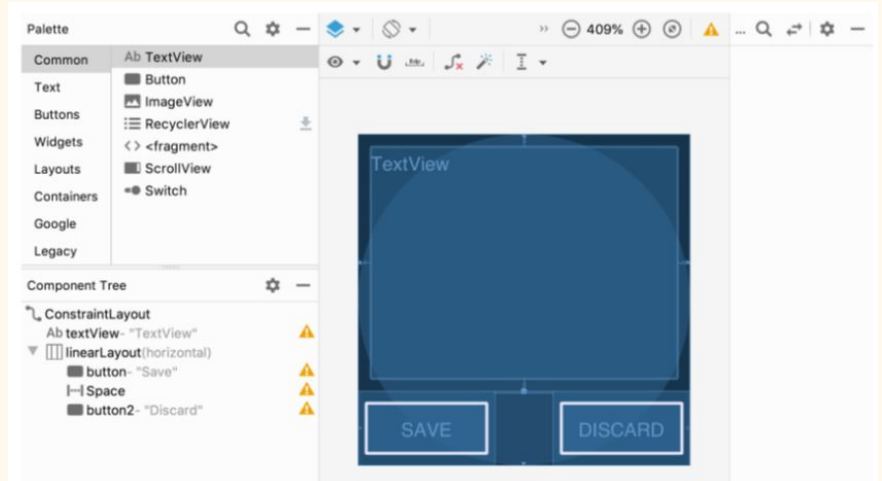 Palette
Common
Text
Buttons
Widgets
Layouts
Containers
Google
Legacy
Ab TextView
Button
ImageView
RecyclerView
<> <fragment>
ScrollView
Switch
Component Tree
ConstraintLayout
Ab textView- "TextView"
linearLayout(horizontal)
button- "Save"
Space
button2- "Discard"
» 409%
...
TextView
SAVE
DISCARD